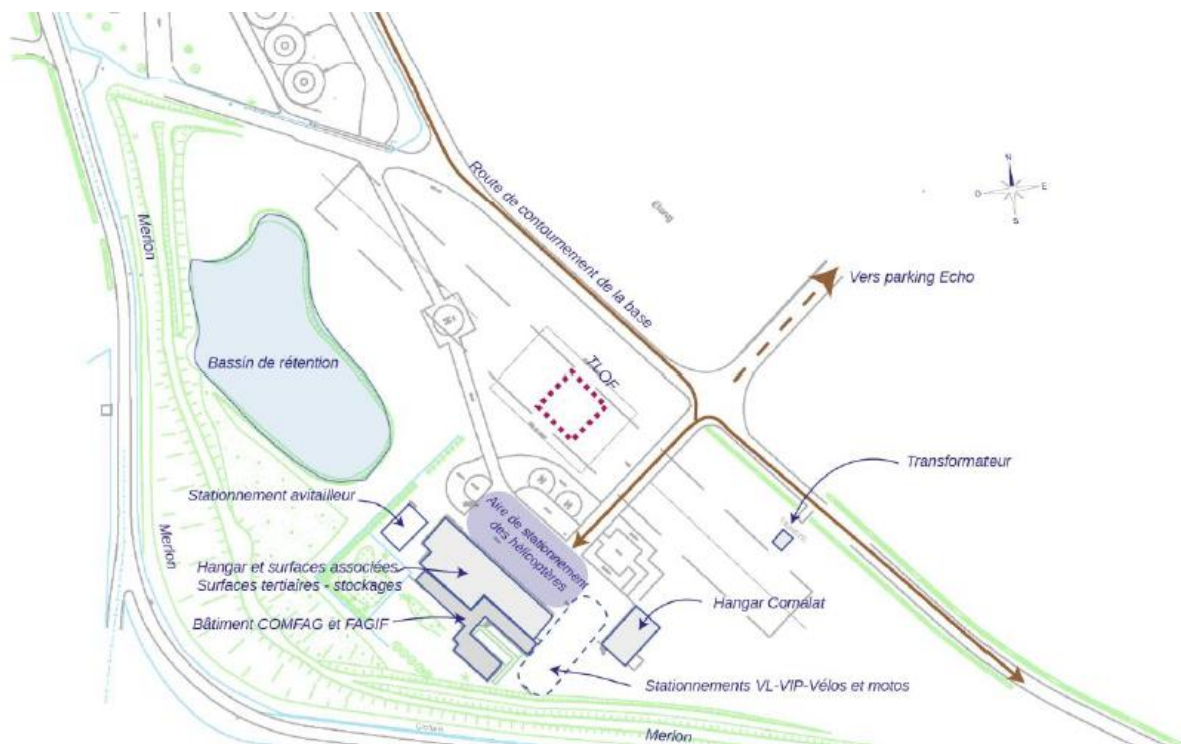 N
O
E
S
Route de contournement de la base
Merlon
Vers parking Echo
Bassin de rétention
TLOF
Transformateur
Stationnement avitailleur
Aire de stationnement
des hélicoptères
Merlon
Hangar et surfaces associées
Surfaces tertiaires - stockages
Hangar Comalat
Bâtiment COMFAG et FAGIF
Stationnements VL-VIP-Vélos et motos
Merlon